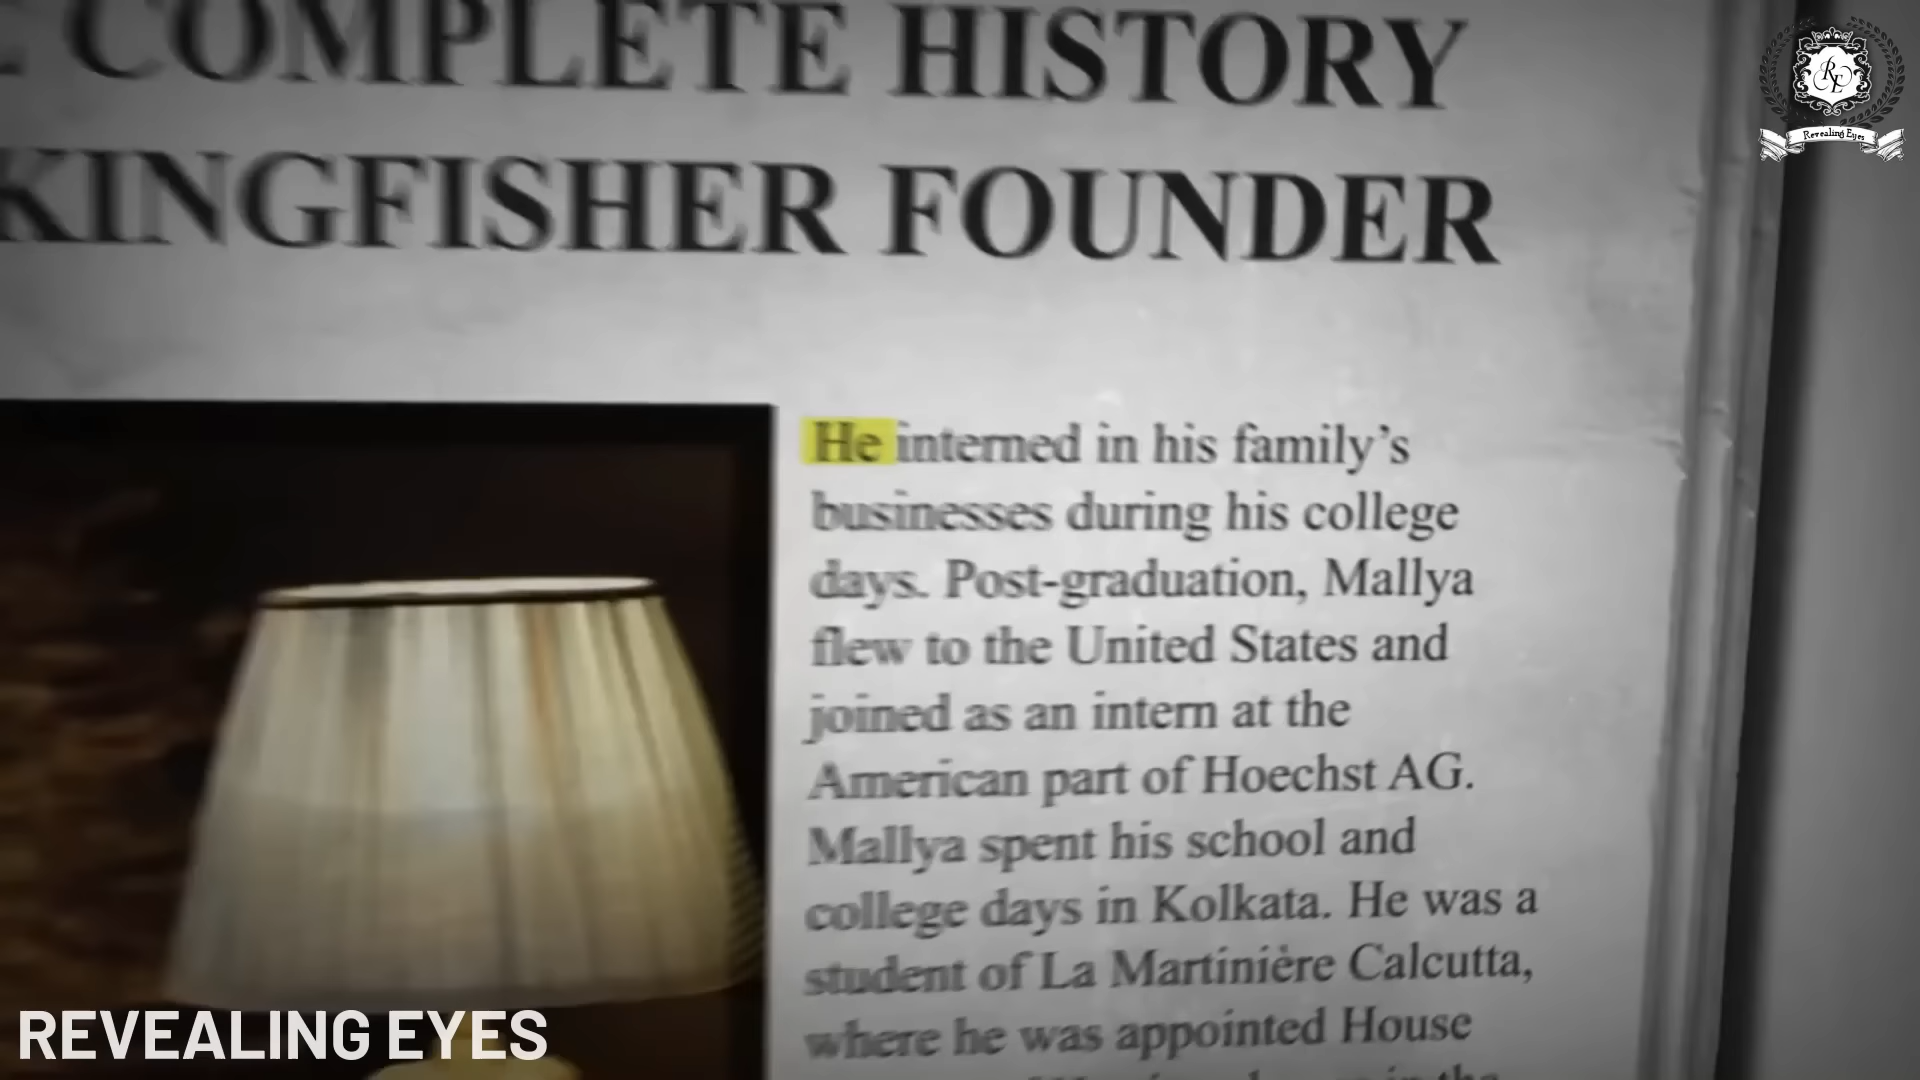 COMPLETE HISTORY
KINGFISHER FOUNDER
He interned in his family’s
businesses during his college
days. Post-graduation, Mallya
flew to the United States and
joined as an intern at the
American part of Hoechst AG.
Mallya spent his school and
college days in Kolkata. He was a
student of La Martinière Calcutta,
where he was appointed House
in the
RE
Revealing Eyes
REVEALING EYES